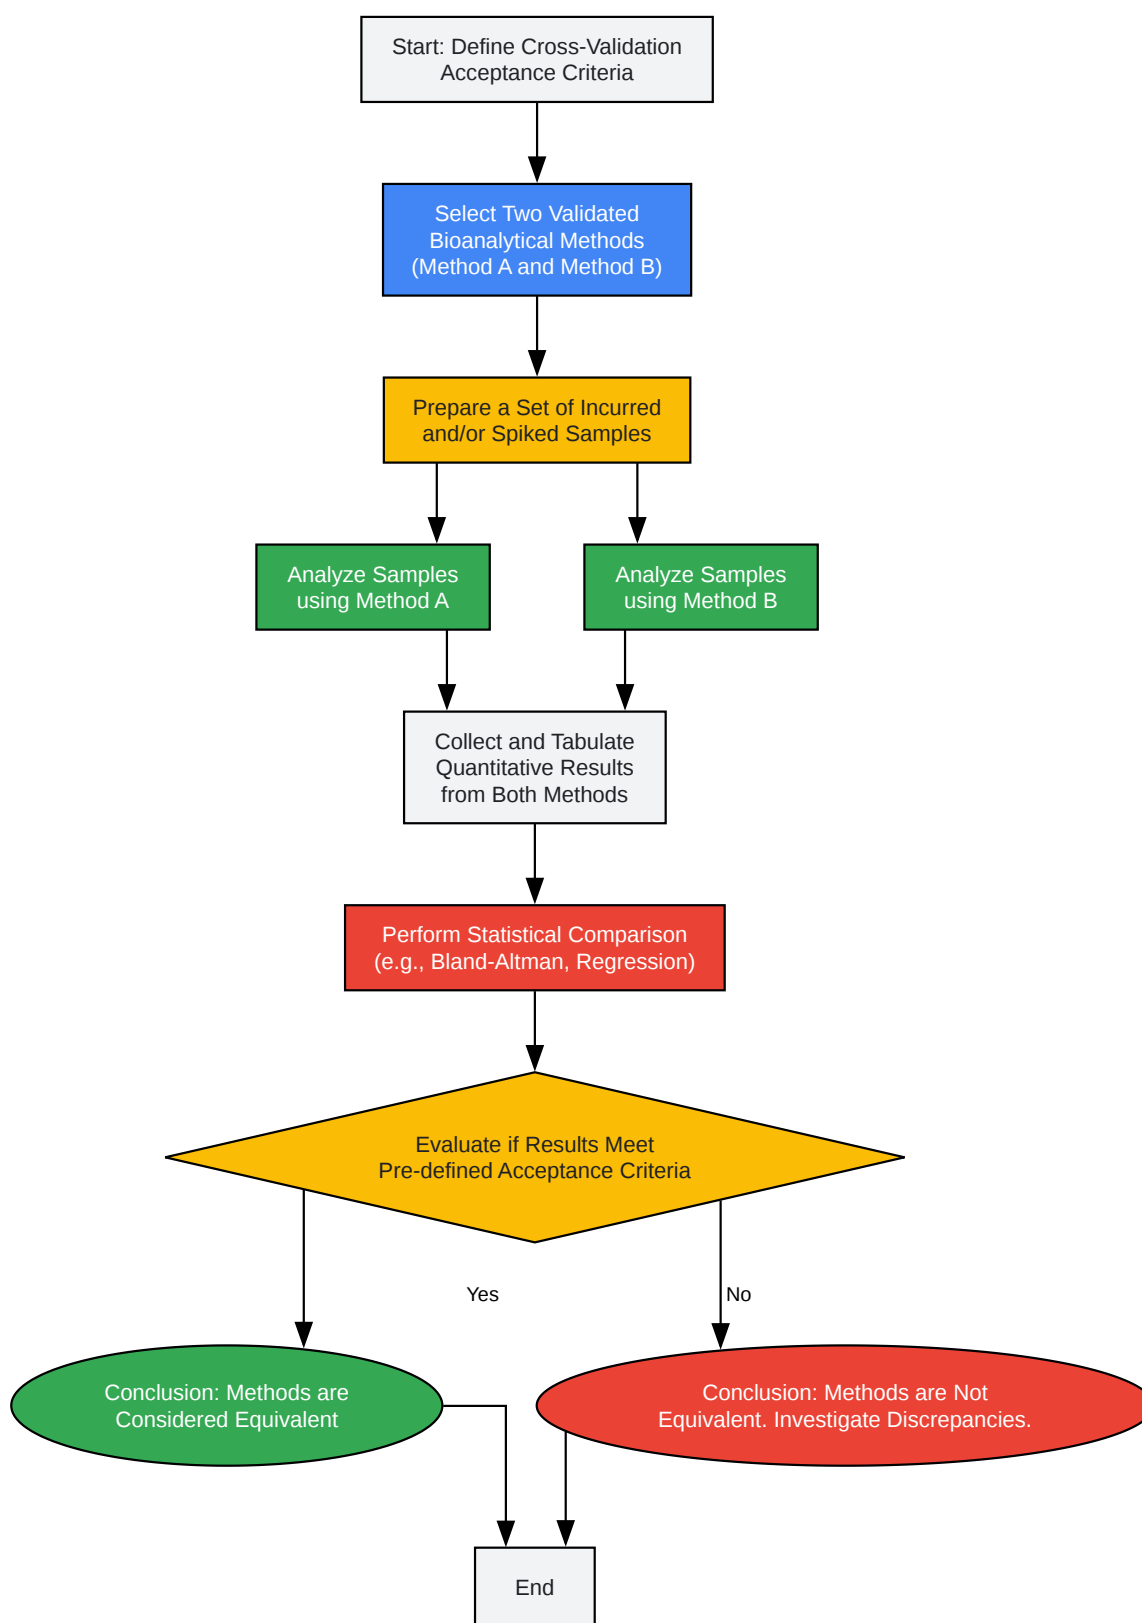 Start: Define Cross-Validation
Acceptance Criteria
Select Two Validated
Bioanalytical Methods
(Method A and Method B)
Prepare a Set of Incurred
and/or Spiked Samples
Analyze Samples
using Method A
Analyze Samples
using Method B
Collect and Tabulate
Quantitative Results
from Both Methods
Perform Statistical Comparison
(e.g., Bland-Altman, Regression)
Evaluate if Results Meet
Pre-defined Acceptance Criteria
Yes
No
Conclusion: Methods are
Considered Equivalent
Conclusion: Methods are Not
Equivalent. Investigate Discrepancies.
End